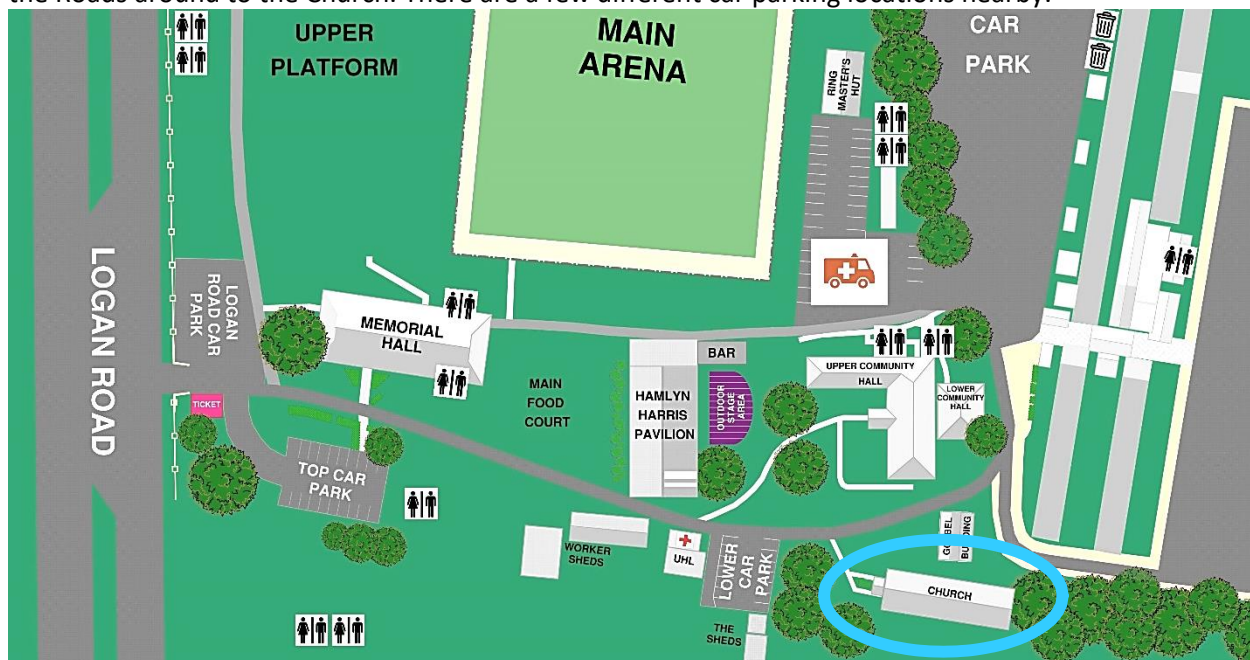 the Roads around to the Church. There are a few different car parking locations nearby.
UPPER
PLATFORM
MAIN
ARENA
CAR
PARK
RING
MASTER'S
HUT
LOGAN ROAD
LOGAN
ROAD CAR
PARK
MEMORIAL
HALL
BAR
UPPER COMMUNITY
HALL
LOWER
COMMUNITY
HALL
MAIN
FOOD
COURT
HAMLYN
HARRIS
PAVILION
OUTDOOR
STAGE
AREA
TICKET
TOP CAR
PARK
WORKER
SHEDS
UHL
LOWER
CAR
PARK
BUILDING
CHURCH
THE
SHEDS